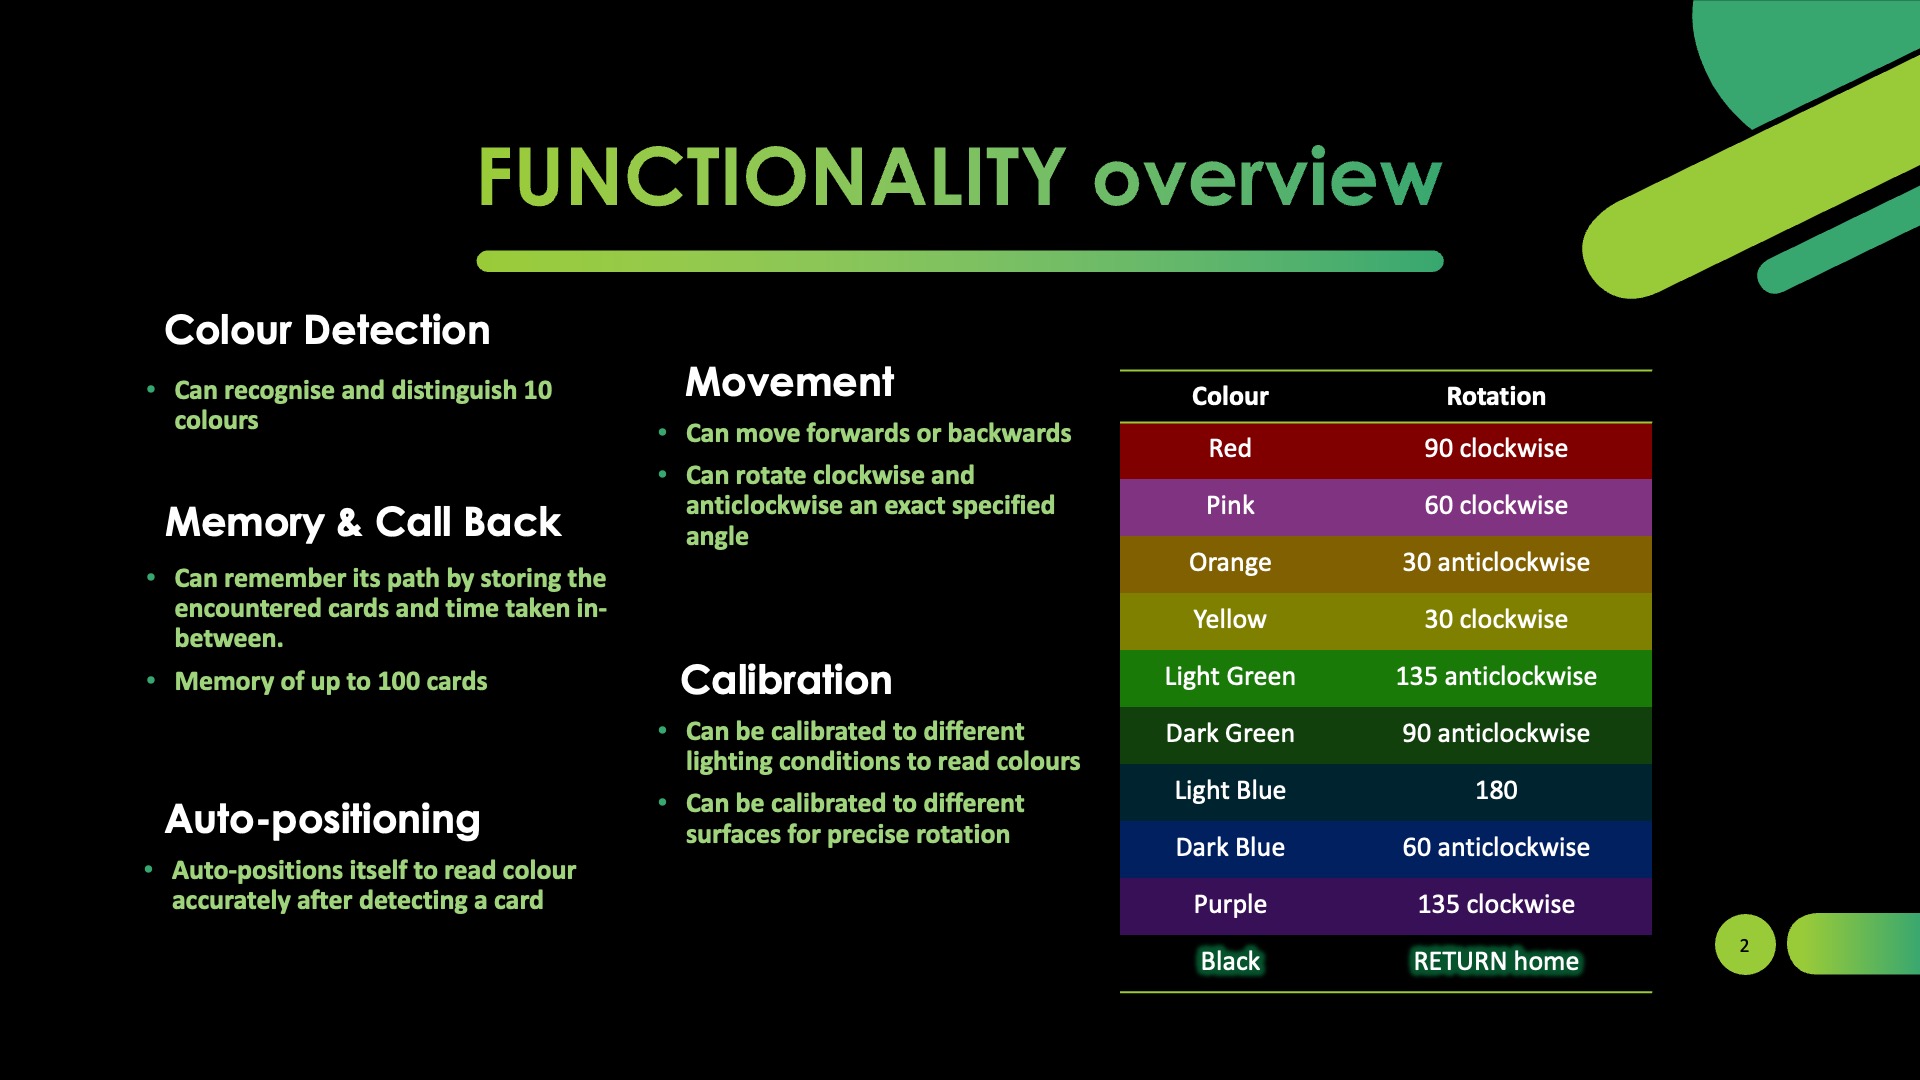 FUNCTIONALITY overview
Colour Detection
• Can recognise and distinguish 10
colours
Memory & Call Back
• Can remember its path by storing the
encountered cards and time taken in-
between.
• Memory of up to 100 cards
Auto-positioning
• Auto-positions itself to read colour
accurately after detecting a card
Movement
• Can move forwards or backwards
• Can rotate clockwise and
anticlockwise an exact specified
angle
Calibration
• Can be calibrated to different
lighting conditions to read colours
• Can be calibrated to different
surfaces for precise rotation
Colour Rotation
Red 90 clockwise
Pink 60 clockwise
Orange 30 anticlockwise
Yellow 30 clockwise
Light Green 135 anticlockwise
Dark Green 90 anticlockwise
Light Blue 180
Dark Blue 60 anticlockwise
Purple 135 clockwise
Black RETURN home
2